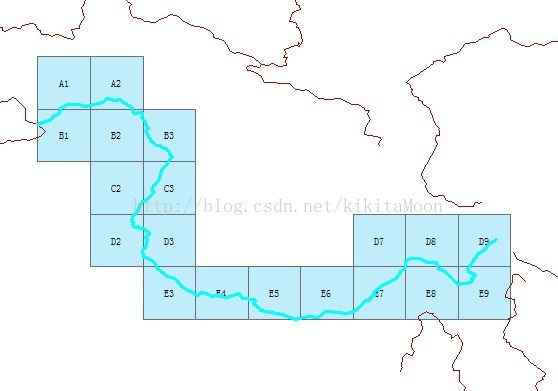 A1 A2
B1 B2 B3
C2 C3
http://blog.csdn.net/kikitaMoon
D2 D3 D7 D8 D9
E3 E4 E5 E6 E7 E8 E9